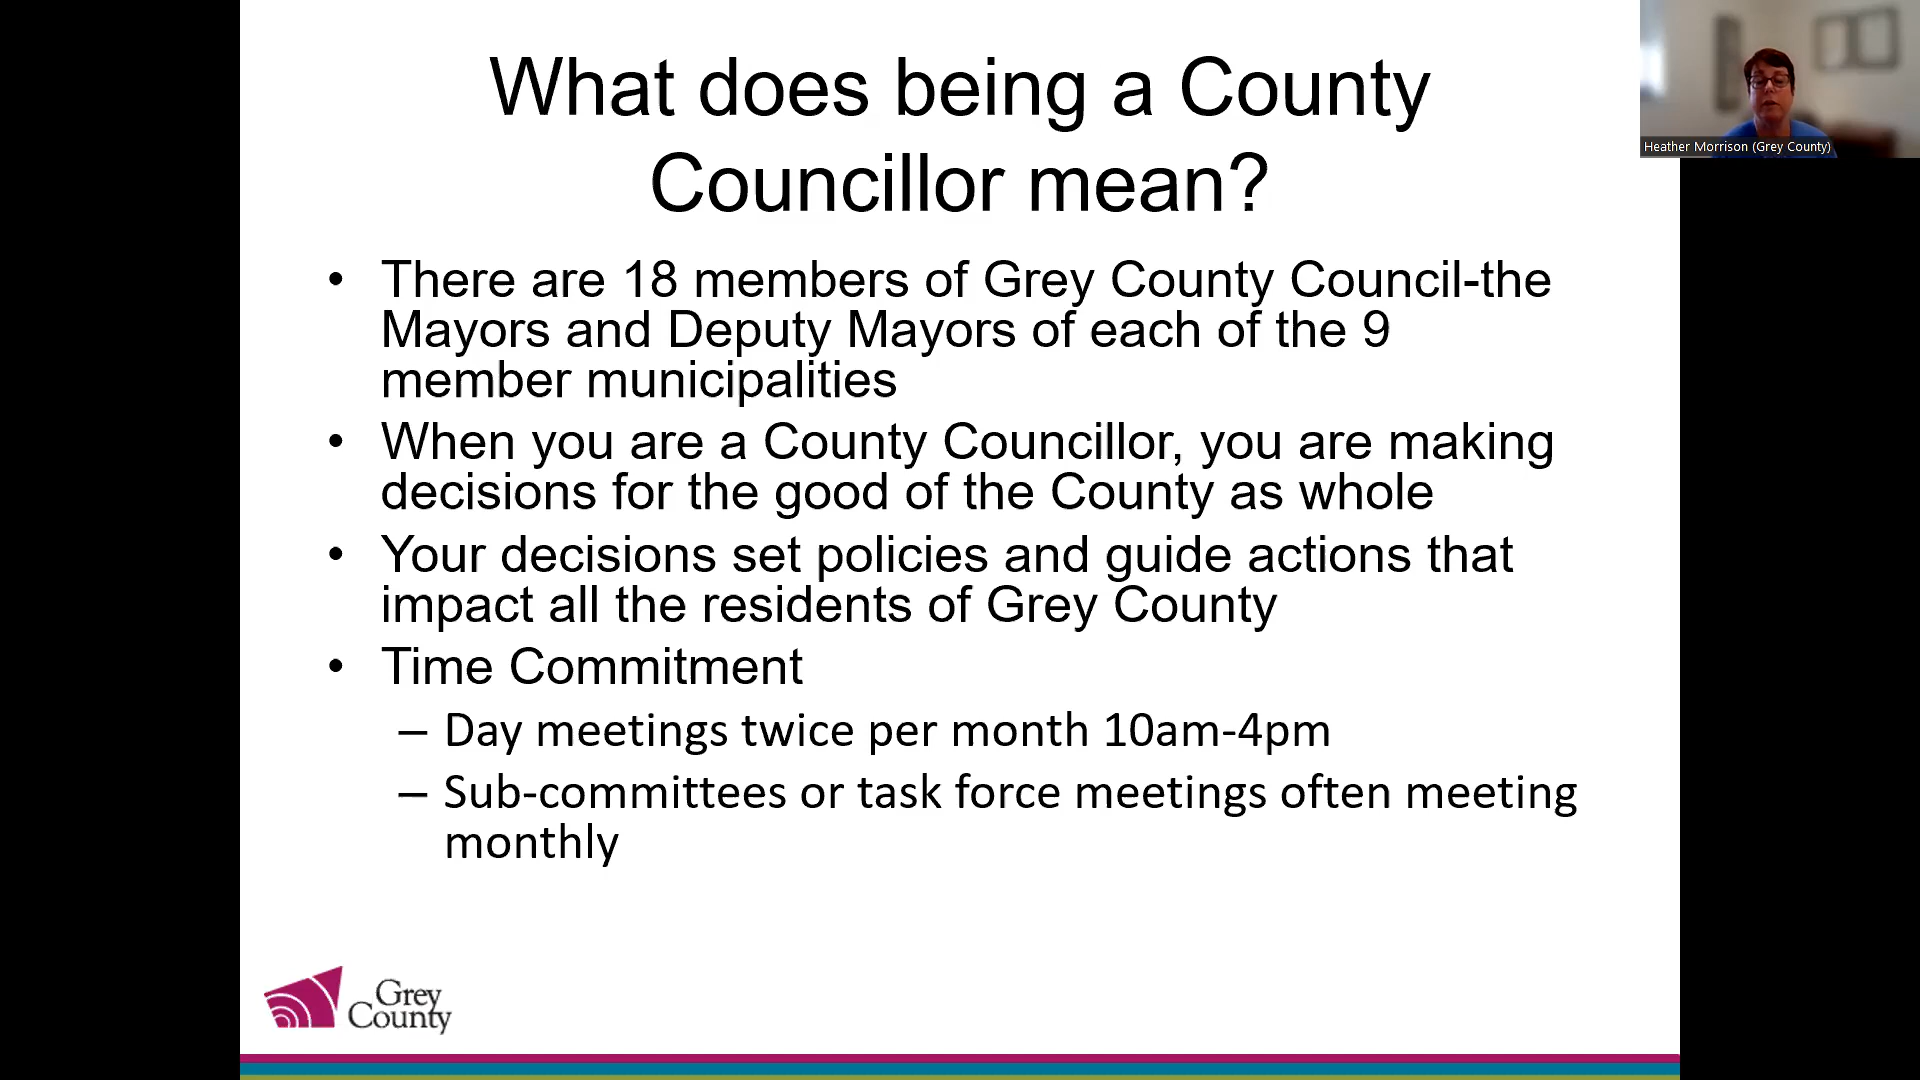 What does being a County
Councillor mean?
Heather Morrison (Grey County)
• There are 18 members of Grey County Council-the
Mayors and Deputy Mayors of each of the 9
member municipalities
• When you are a County Councillor, you are making
decisions for the good of the County as whole
• Your decisions set policies and guide actions that
impact all the residents of Grey County
• Time Commitment
– Day meetings twice per month 10am-4pm
– Sub-committees or task force meetings often meeting
monthly
Grey
County